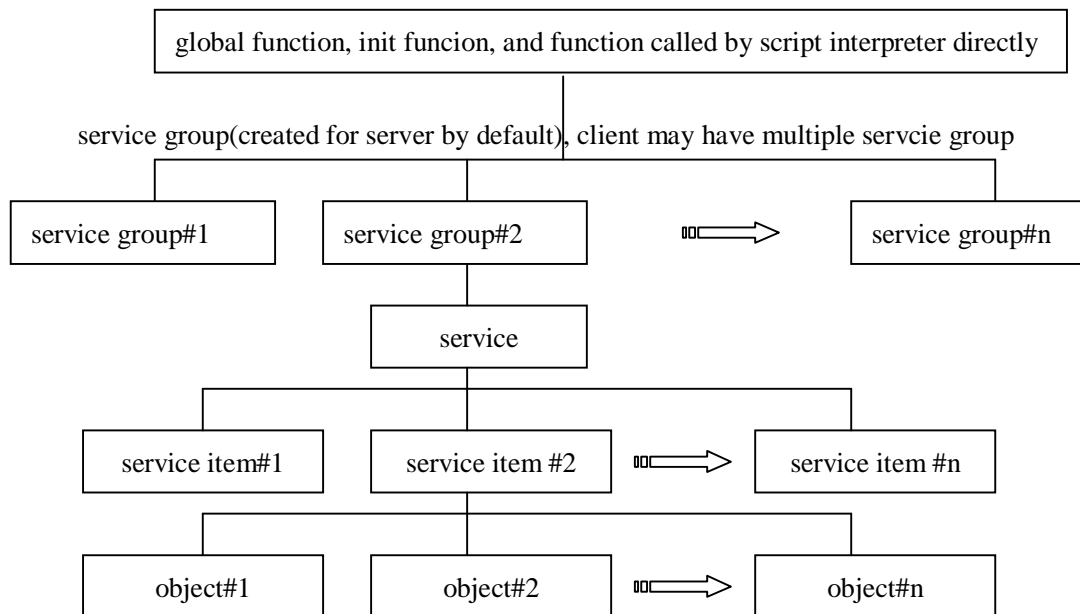 global function, init funcion, and function called by script interpreter directly
service group(created for server by default), client may have multiple servcie group
service group#1
service group#2
service group#n
service
service item#1
service item #2
service item #n
object#1
object#2
object#n